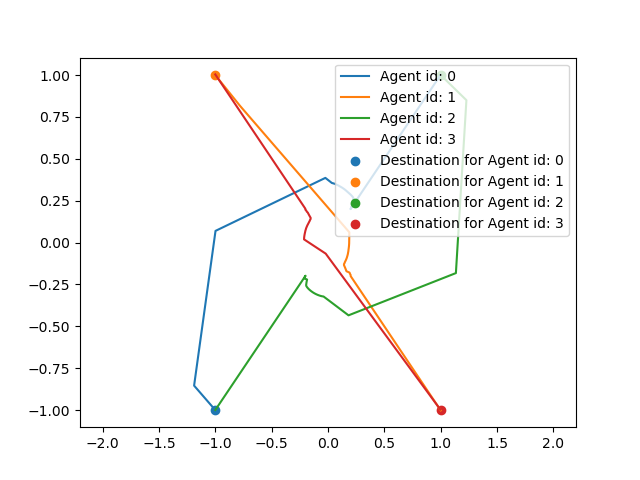 1.00
0.75
0.50
0.25
0.00
−0.25
−0.50
−0.75
−1.00
−2.0 −1.5 −1.0 −0.5 0.0 0.5 1.0 1.5 2.0
Agent id: 0
Agent id: 1
Agent id: 2
Agent id: 3
Destination for Agent id: 0
Destination for Agent id: 1
Destination for Agent id: 2
Destination for Agent id: 3